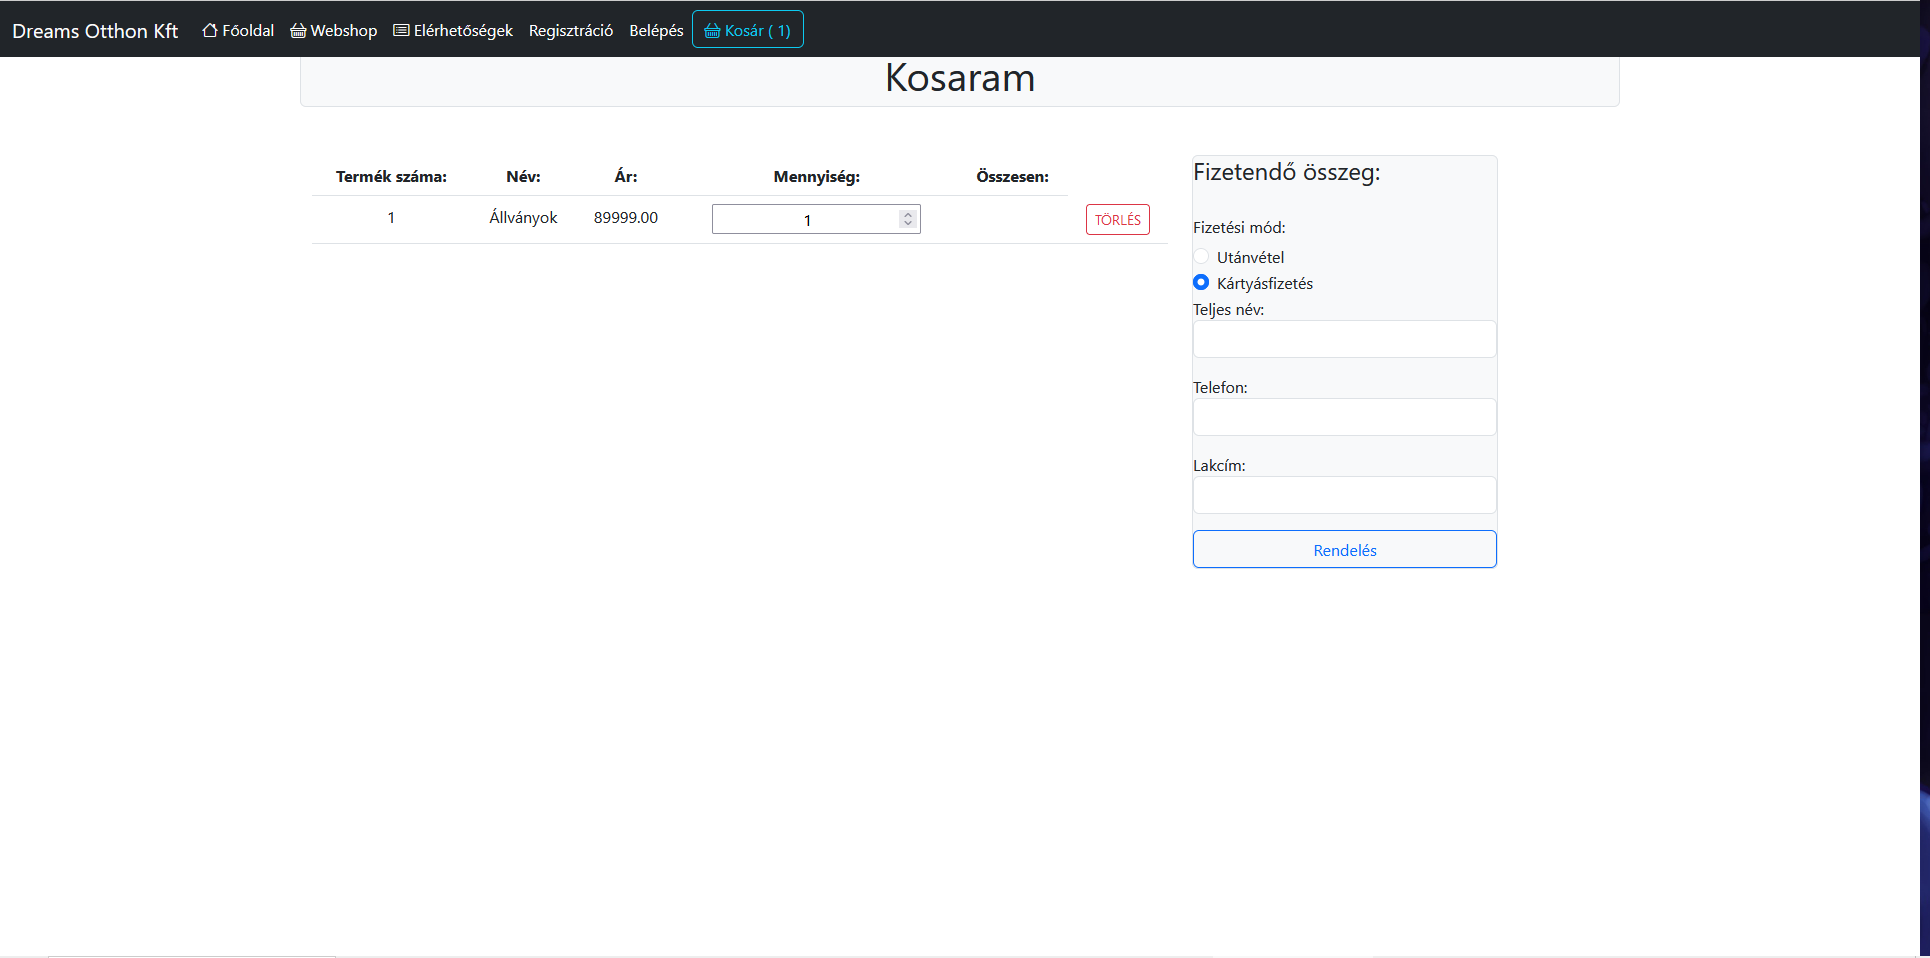 Dreams Otthon Kft Főoldal Webshop Elérhetőségek Regisztráció Belépés Kosár ( 1)
Kosaram
Termék száma: Név: Ár: Mennyiség: Összesen:
1 Állványok 89999.00 1 TÖRLÉS
Fizetendő összeg:
Fizetési mód:
Utánvétel
Kártyásfizetés
Teljes név:
Telefon:
Lakcím:
Rendelés